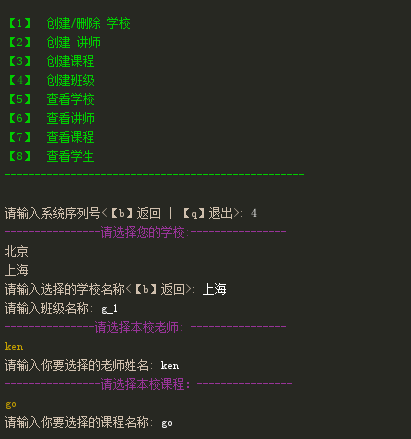 【1】 创建/删除 学校
【2】 创建 讲师
【3】 创建课程
【4】 创建班级
【5】 查看学校
【6】 查看讲师
【7】 查看课程
【8】 查看学生
--------------------------------------------------
请输入系统序列号<【b】返回 | 【q】退出>: 4
----------------请选择您的学校----------------
北京
上海
请输入选择的学校名称<【b】返回>: 上海
请输入班级名称: g_1
---------------请选择本校老师: ----------------
ken
请输入你要选择的老师姓名: ken
----------------请选择本校课程: ----------------
go
请输入你要选择的课程名称: go